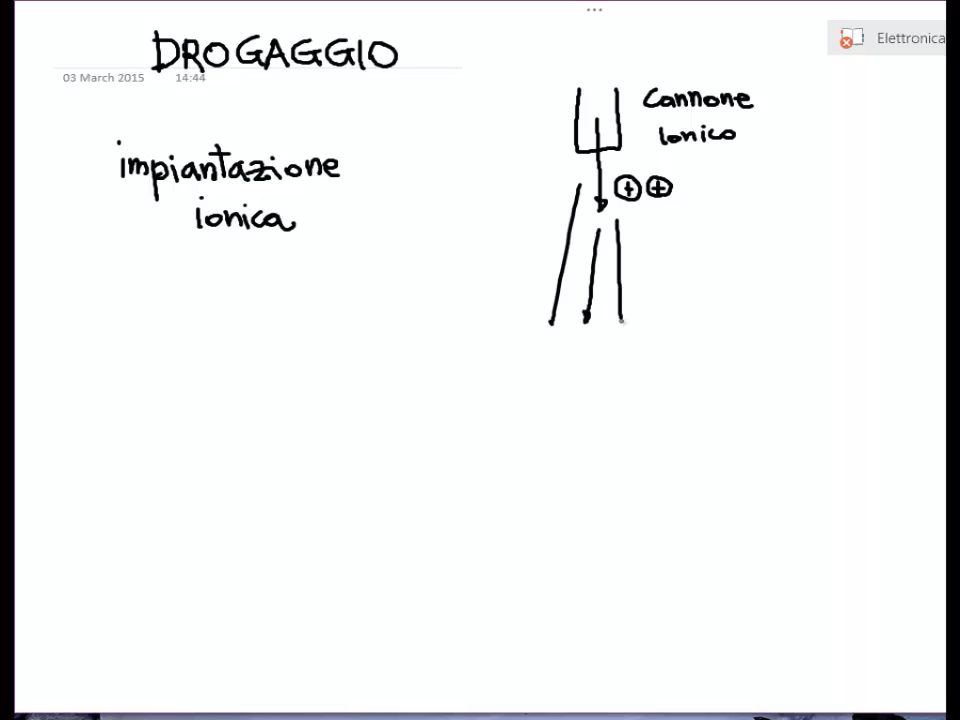 DROGAGGIO
03 March 2015 14:44
impiantazione
ionica
Cannone
Ionico
+ +
Elettronica